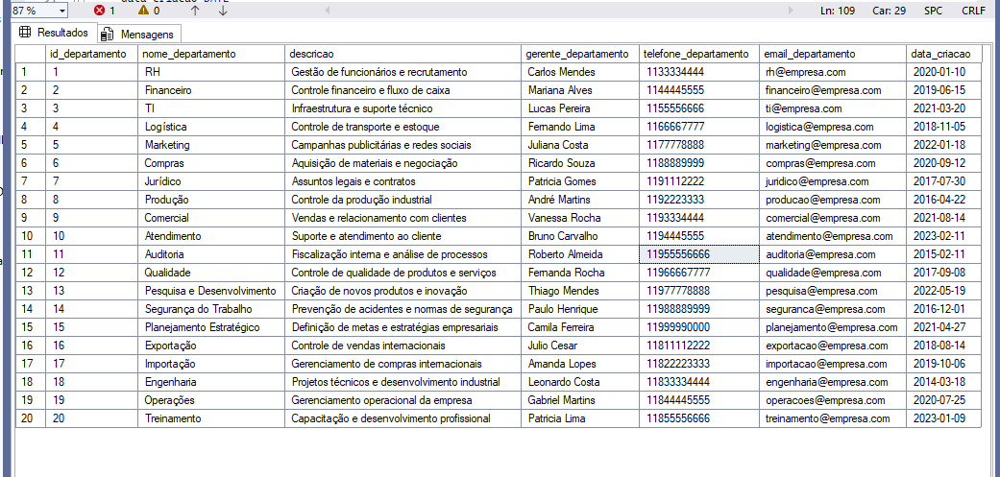 87 % 1 0 Ln: 109 Car: 29 SPC CRLF
Resultados Mensagens
id_departamento nome_departamento descricao gerente_departamento telefone_departamento email_departamento data_criacao
1 1 RH Gestão de funcionários e recrutamento Carlos Mendes 1133334444 rh@empresa.com 2020-01-10
2 2 Financeiro Controle financeiro e fluxo de caixa Mariana Alves 1144445555 financeiro@empresa.com 2019-06-15
3 3 TI Infraestrutura e suporte técnico Lucas Pereira 1155556666 ti@empresa.com 2021-03-20
4 4 Logística Controle de transporte e estoque Fernando Lima 1166667777 logistica@empresa.com 2018-11-05
5 5 Marketing Campanhas publicitárias e redes sociais Juliana Costa 1177778888 marketing@empresa.com 2022-01-18
6 6 Compras Aquisição de materiais e negociação Ricardo Souza 1188889999 compras@empresa.com 2020-09-12
7 7 Jurídico Assuntos legais e contratos Patricia Gomes 1191112222 juridico@empresa.com 2017-07-30
8 8 Produção Controle da produção industrial André Martins 1192223333 producao@empresa.com 2016-04-22
9 9 Comercial Vendas e relacionamento com clientes Vanessa Rocha 1193334444 comercial@empresa.com 2021-08-14
10 10 Atendimento Suporte e atendimento ao cliente Bruno Carvalho 1194445555 atendimento@empresa.com 2023-02-11
11 11 Auditoria Fiscalização interna e análise de processos Roberto Almeida 11955556666 auditoria@empresa.com 2015-02-11
12 12 Qualidade Controle de qualidade de produtos e serviços Fernanda Rocha 11966667777 qualidade@empresa.com 2017-09-08
13 13 Pesquisa e Desenvolvimento Criação de novos produtos e inovação Thiago Mendes 11977778888 pesquisa@empresa.com 2022-05-19
14 14 Segurança do Trabalho Prevenção de acidentes e normas de segurança Paulo Henrique 11988889999 seguranca@empresa.com 2016-12-01
15 15 Planejamento Estratégico Definição de metas e estratégias empresariais Camila Ferreira 11999990000 planejamento@empresa.com 2021-04-27
16 16 Exportação Controle de vendas internacionais Julio Cesar 11811112222 exportacao@empresa.com 2018-08-14
17 17 Importação Gerenciamento de compras internacionais Amanda Lopes 11822223333 importacao@empresa.com 2019-10-06
18 18 Engenharia Projetos técnicos e desenvolvimento industrial Leonardo Costa 11833334444 engenharia@empresa.com 2014-03-18
19 19 Operações Gerenciamento operacional da empresa Gabriel Martins 11844445555 operacoes@empresa.com 2020-07-25
20 20 Treinamento Capacitação e desenvolvimento profissional Patricia Lima 11855556666 treinamento@empresa.com 2023-01-09